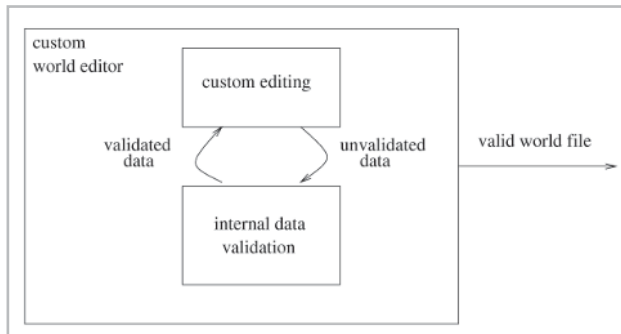 custom
world editor
custom editing
validated
data
unvalidated
data
valid world file
internal data
validation